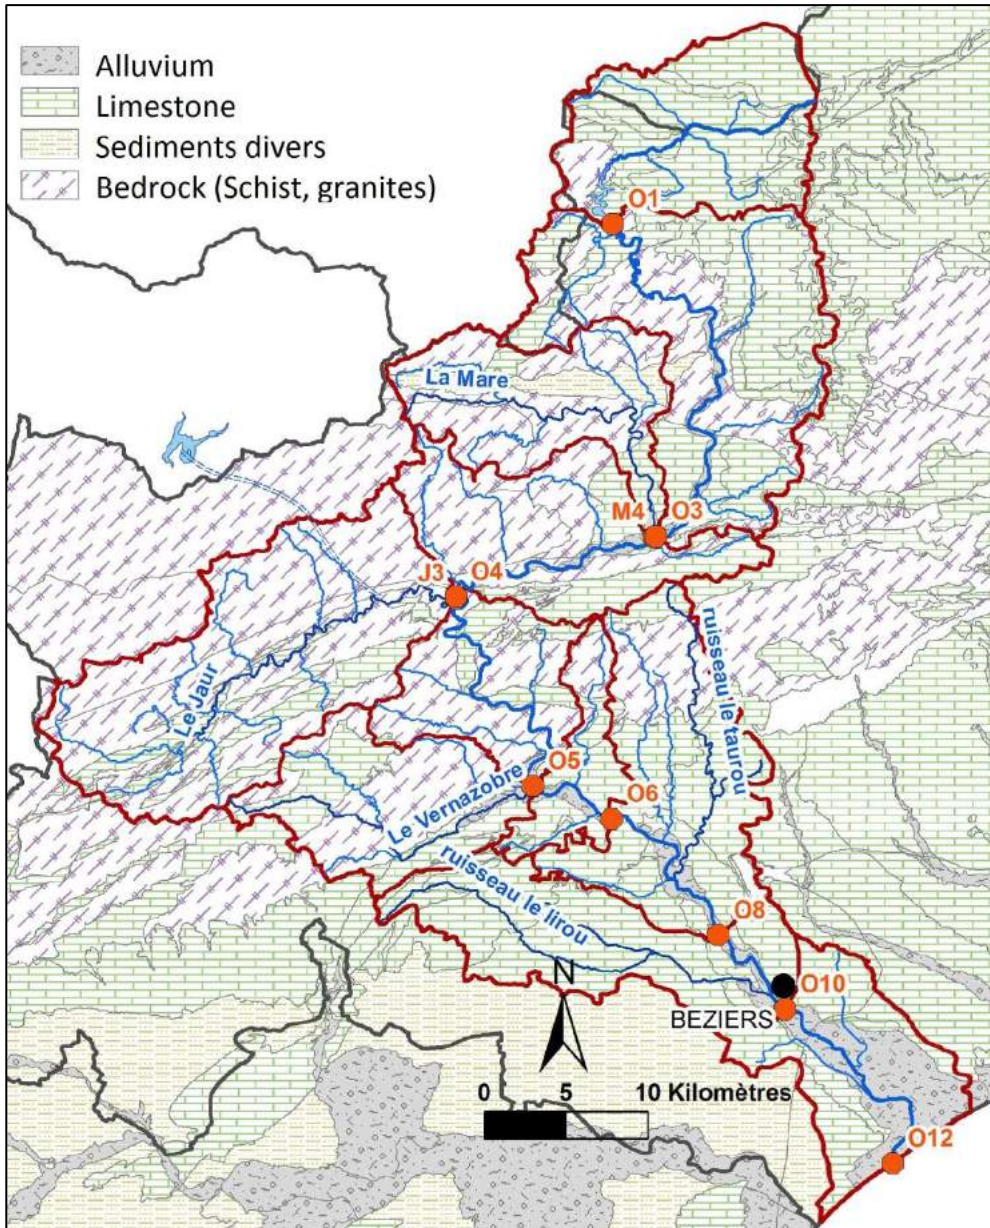 Alluvium
Limestone
Sediments divers
Bedrock (Schist, granites)
O1
La Mare
M4
O3
J3
O4
ruisseau le taurou
Le Jaur
O5
Le Vernazobre
O6
ruisseau le lirou
O8
N
O10
BEZIERS
0 5 10 Kilomètres
O12